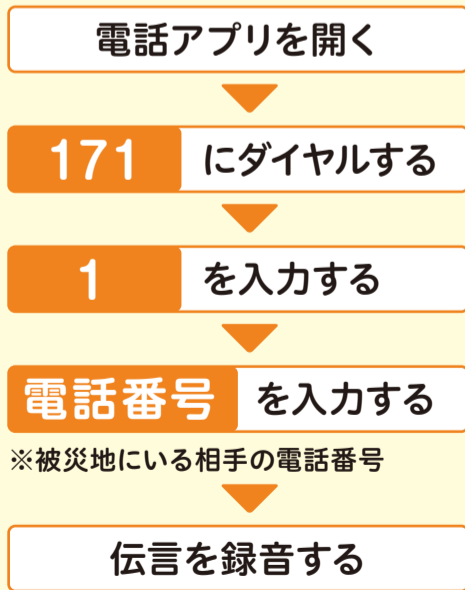 電話アプリを開く
171 にダイヤルする
1 を入力する
電話番号 を入力する
※被災地にいる相手の電話番号
伝言を録音する